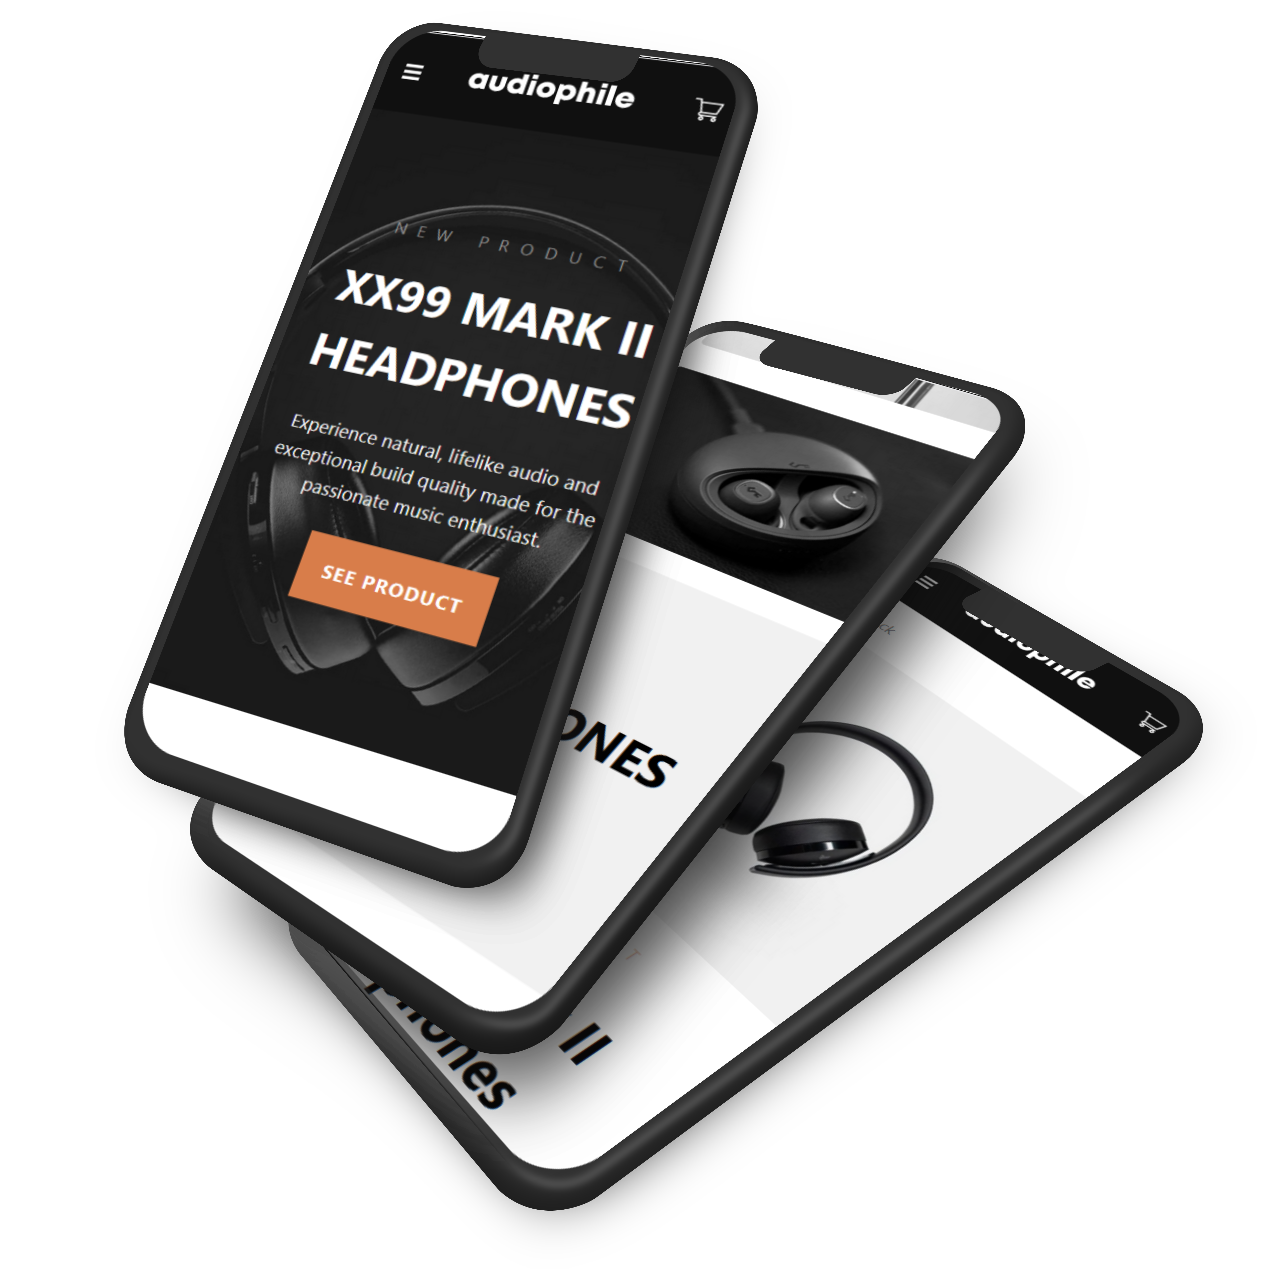 audiophile
NEW PRODUCT
XX99 MARK II
HEADPHONES
Experience natural, lifelike audio and
exceptional build quality made for the
passionate music enthusiast.
SEE PRODUCT
ONES
audiophile
ck
T
II
phones